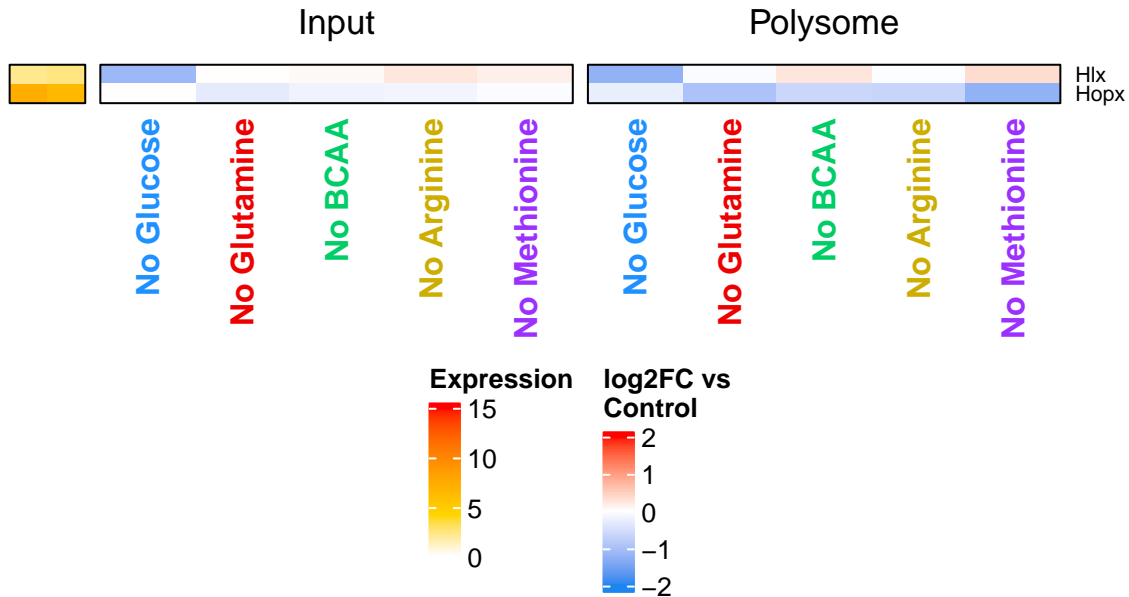 Input
Polysome
Hlx
Hopx
No Glucose
No Glutamine
No BCAA
No Arginine
No Methionine
No Glucose
No Glutamine
No BCAA
No Arginine
No Methionine
Expression
15
10
5
0
log2FC vs
Control
2
1
0
−1
−2